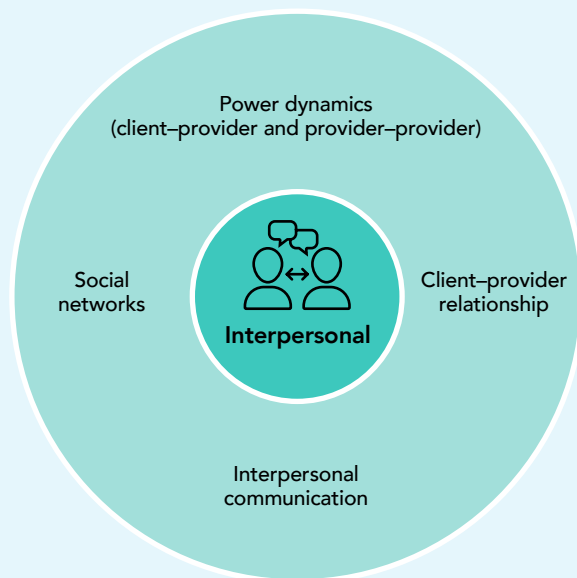 Power dynamics
(client–provider and provider–provider)
Social
networks
Interpersonal
Client–provider
relationship
Interpersonal
communication